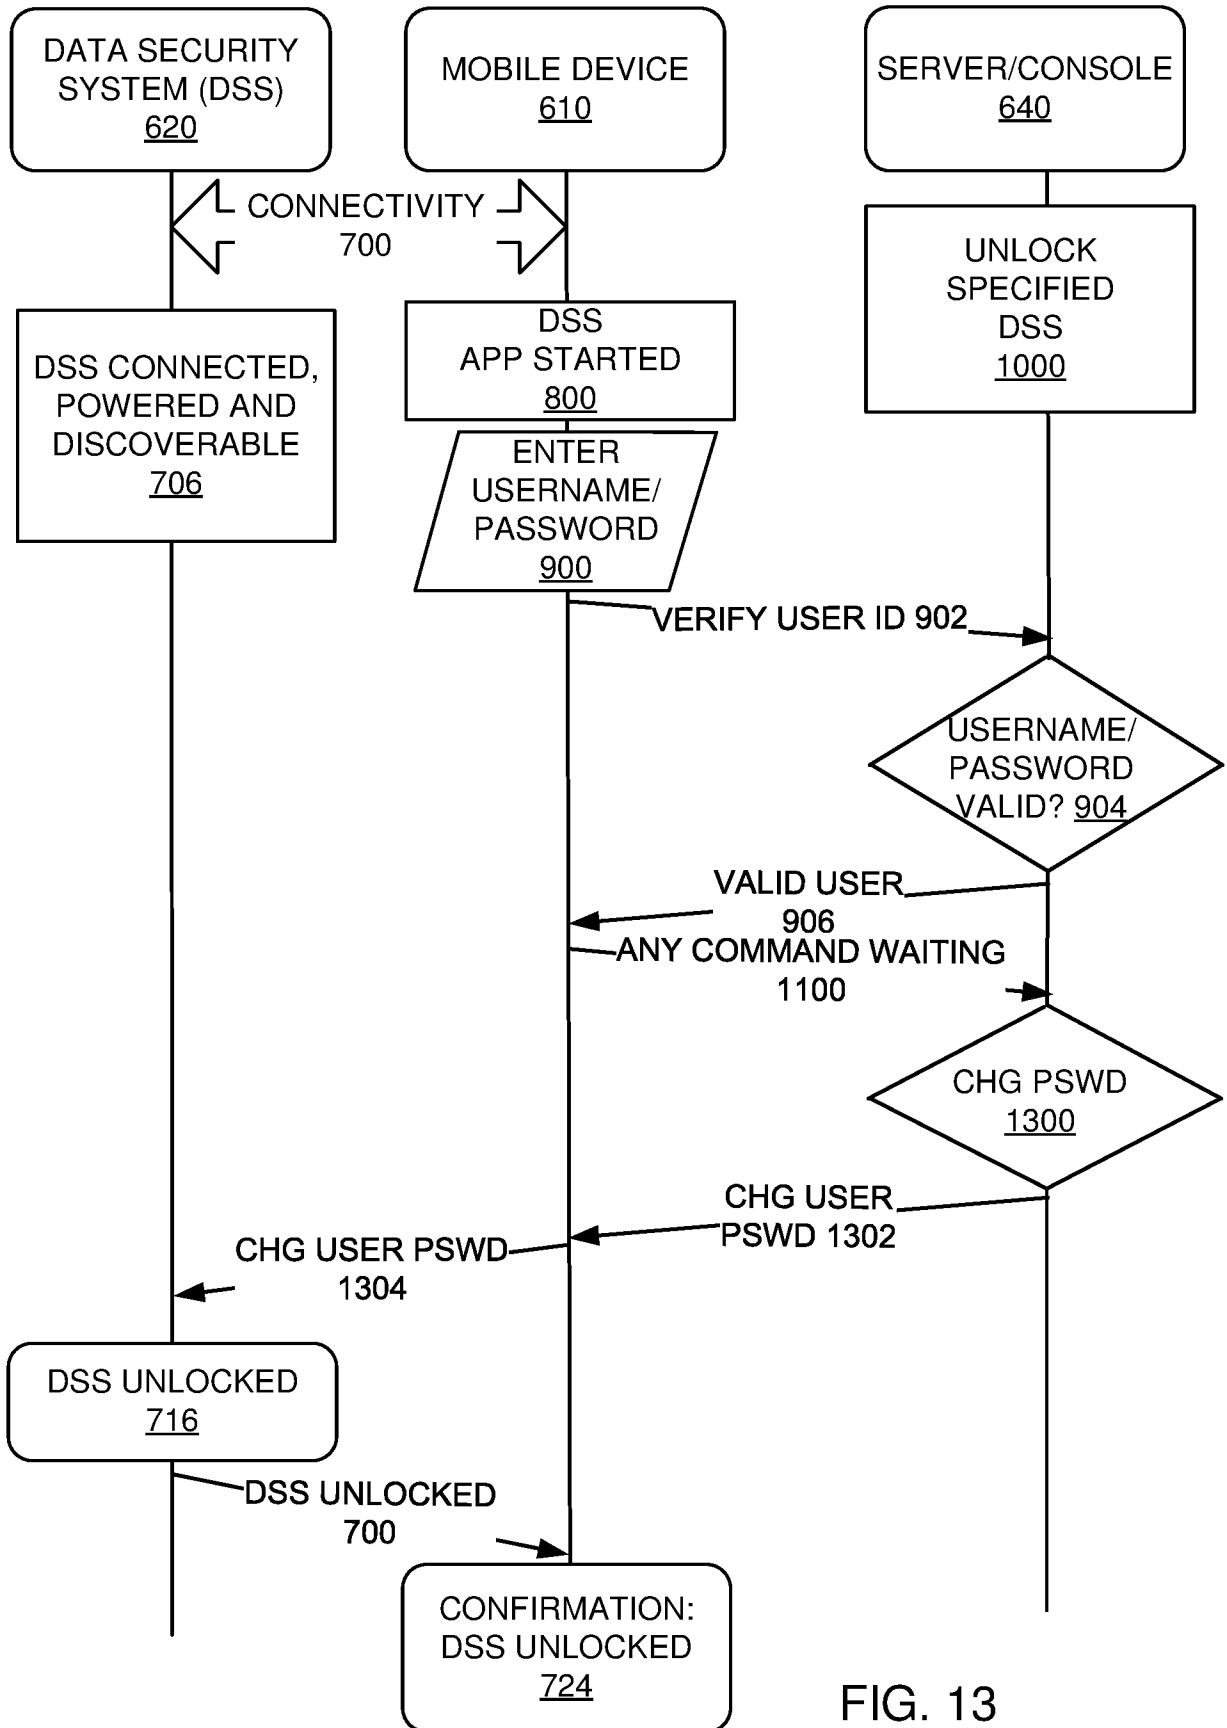 DATA SECURITY
SYSTEM (DSS)
620
MOBILE DEVICE
610
SERVER/CONSOLE
640
CONNECTIVITY
700
UNLOCK
SPECIFIED
DSS
1000
DSS CONNECTED,
POWERED AND
DISCOVERABLE
706
DSS
APP STARTED
800
ENTER
USERNAME/
PASSWORD
900
VERIFY USER ID 902
USERNAME/
PASSWORD
VALID? 904
VALID USER
906
ANY COMMAND WAITING
1100
CHG PSWD
1300
CHG USER
PSWD 1302
CHG USER PSWD
1304
DSS UNLOCKED
716
DSS UNLOCKED
700
CONFIRMATION:
DSS UNLOCKED
724
FIG. 13